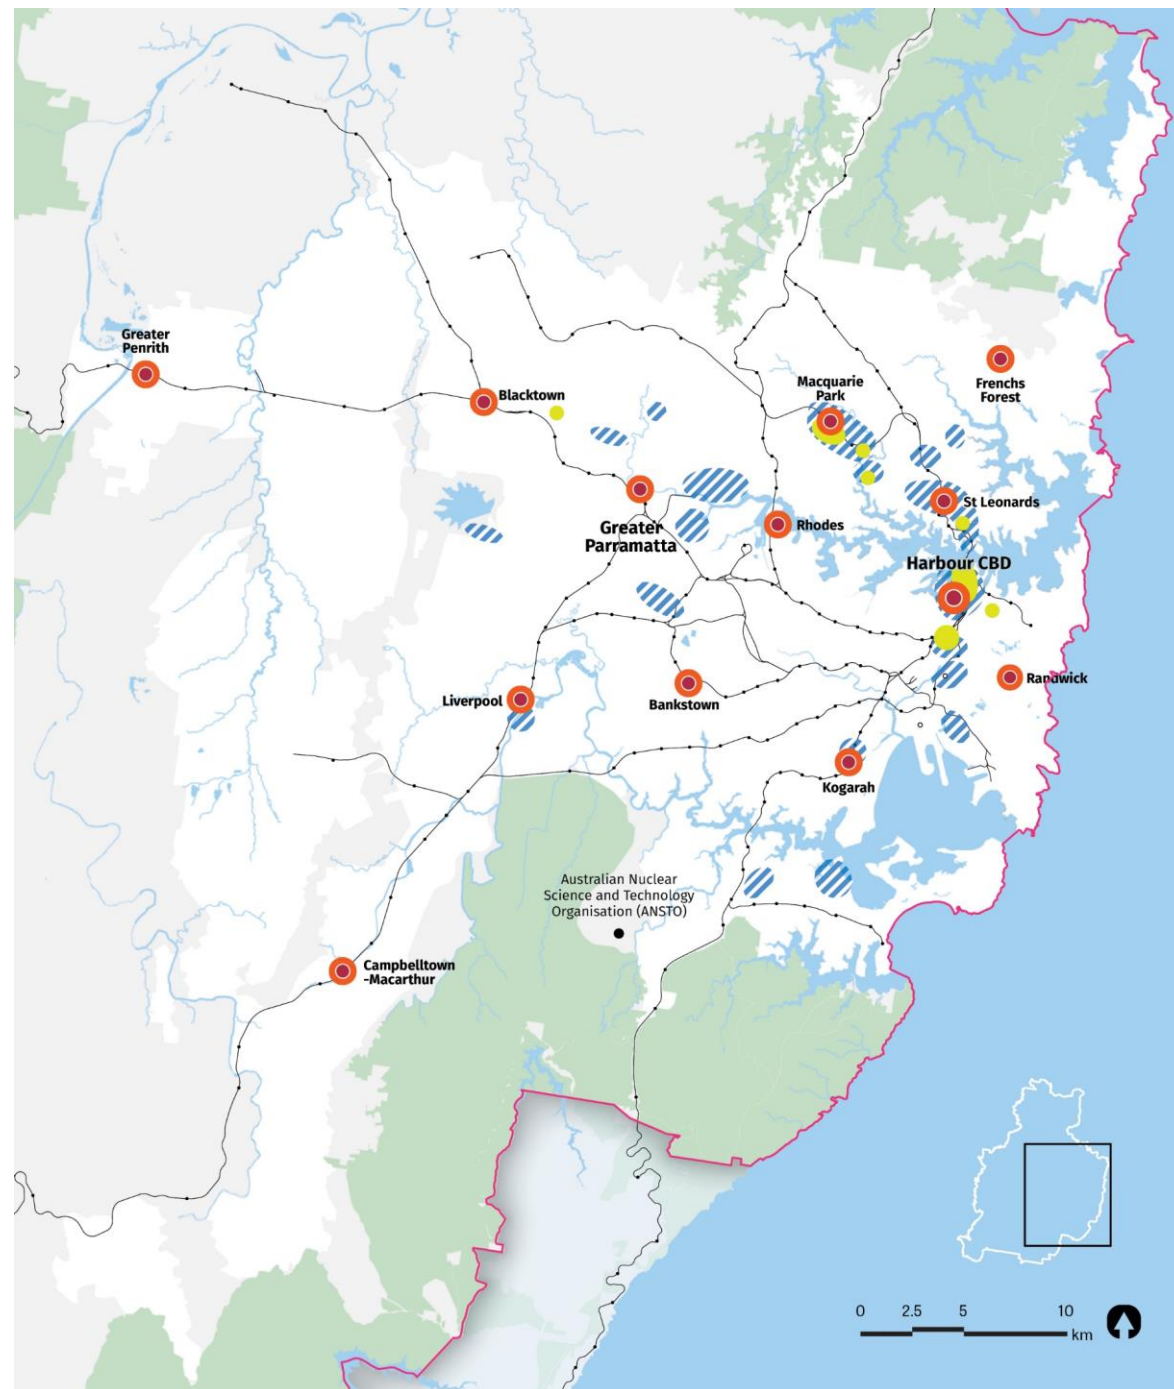 Greater
Penrith
Blacktown
Macquarie
Park
Frenchs
Forest
St Leonards
Greater
Parramatta
Rhodes
Harbour CBD
Liverpool
Bankstown
Randwick
Kogarah
Australian Nuclear
Science and Technology
Organisation (ANSTO)
Campbelltown
-Macarthur
0 2.5 5 10
km